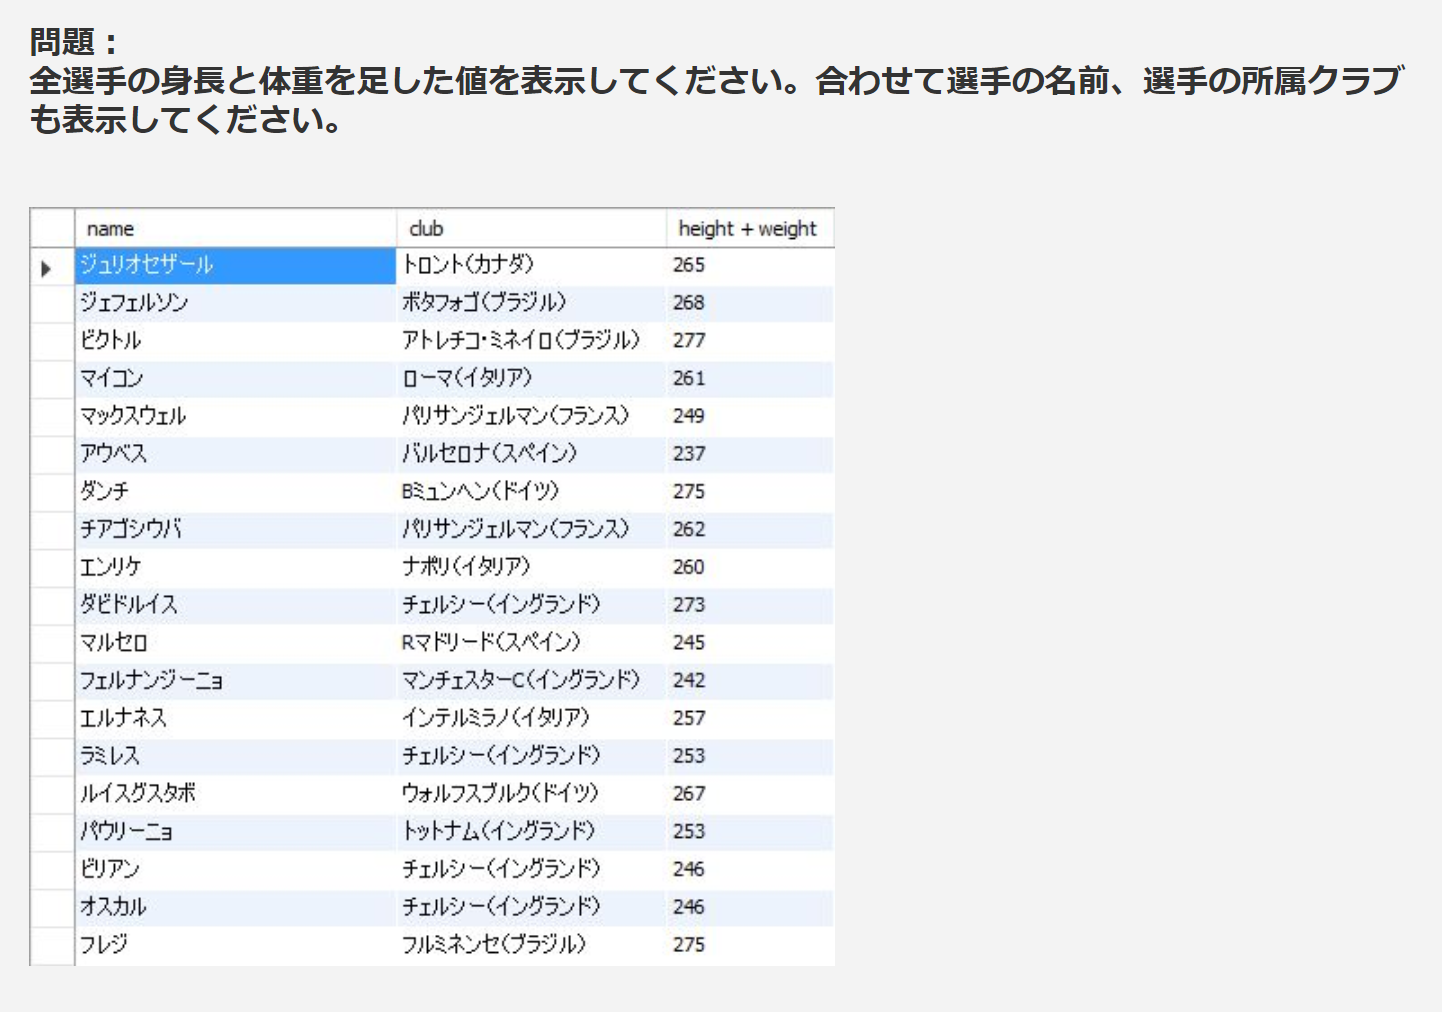 問題：
全選手の身長と体重を足した値を表示してください。合わせて選手の名前、選手の所属クラブ
も表示してください。
name club height + weight
ジュリオセザール トロント(カナダ) 265
ジェフェルソン ボタフォゴ(ブラジル) 268
ビクトル アトレチコ・ミネイロ(ブラジル) 277
マイコン ローマ(イタリア) 261
マックスウェル パリサンジェルマン(フランス) 249
アウベス バルセロナ(スペイン) 237
ダンチ Bミュンヘン(ドイツ) 275
チアゴシウバ パリサンジェルマン(フランス) 262
エンリケ ナポリ(イタリア) 260
ダビドルイス チェルシー(イングランド) 273
マルセロ Rマドリード(スペイン) 245
フェルナンジーニョ マンチェスターC(イングランド) 242
エルナネス インテルミラノ(イタリア) 257
ラミレス チェルシー(イングランド) 253
ルイスグスタボ ウォルフスブルク(ドイツ) 267
パウリーニョ トットナム(イングランド) 253
ビリアン チェルシー(イングランド) 246
オスカル チェルシー(イングランド) 246
フレジ フルミネンセ(ブラジル) 275